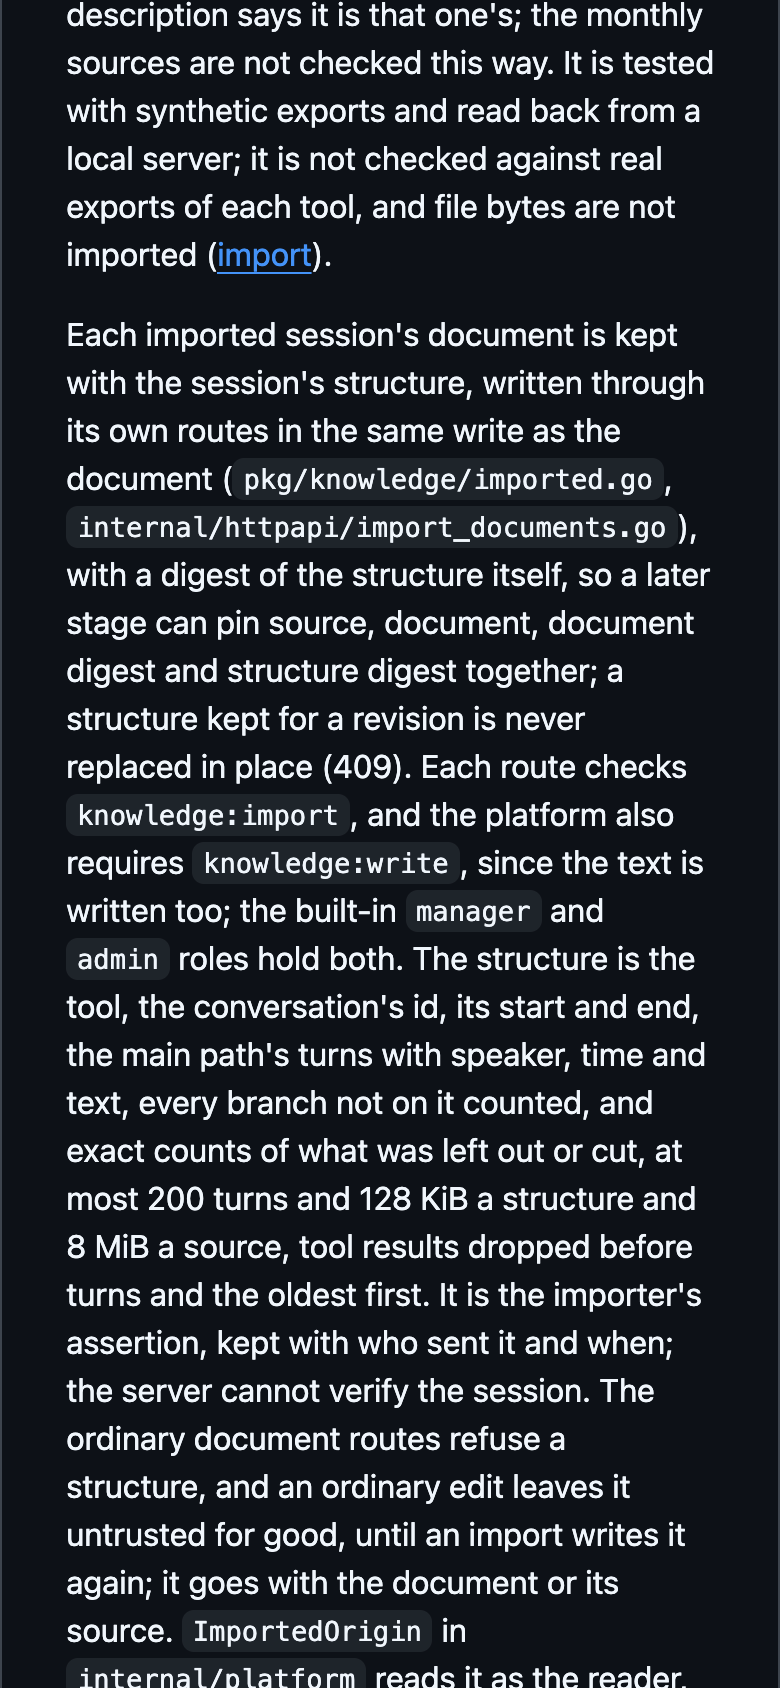 description says it is that one's; the monthly
sources are not checked this way. It is tested
with synthetic exports and read back from a
local server; it is not checked against real
exports of each tool, and file bytes are not
imported (import).
Each imported session's document is kept
with the session's structure, written through
its own routes in the same write as the
document ( pkg/knowledge/imported.go ,
internal/httpapi/import_documents.go ),
with a digest of the structure itself, so a later
stage can pin source, document, document
digest and structure digest together; a
structure kept for a revision is never
replaced in place (409). Each route checks
knowledge:import , and the platform also
requires knowledge:write , since the text is
written too; the built-in manager and
admin roles hold both. The structure is the
tool, the conversation's id, its start and end,
the main path's turns with speaker, time and
text, every branch not on it counted, and
exact counts of what was left out or cut, at
most 200 turns and 128 KiB a structure and
8 MiB a source, tool results dropped before
turns and the oldest first. It is the importer's
assertion, kept with who sent it and when;
the server cannot verify the session. The
ordinary document routes refuse a
structure, and an ordinary edit leaves it
untrusted for good, until an import writes it
again; it goes with the document or its
source. ImportedOrigin in
internal/platform reads it as the reader,